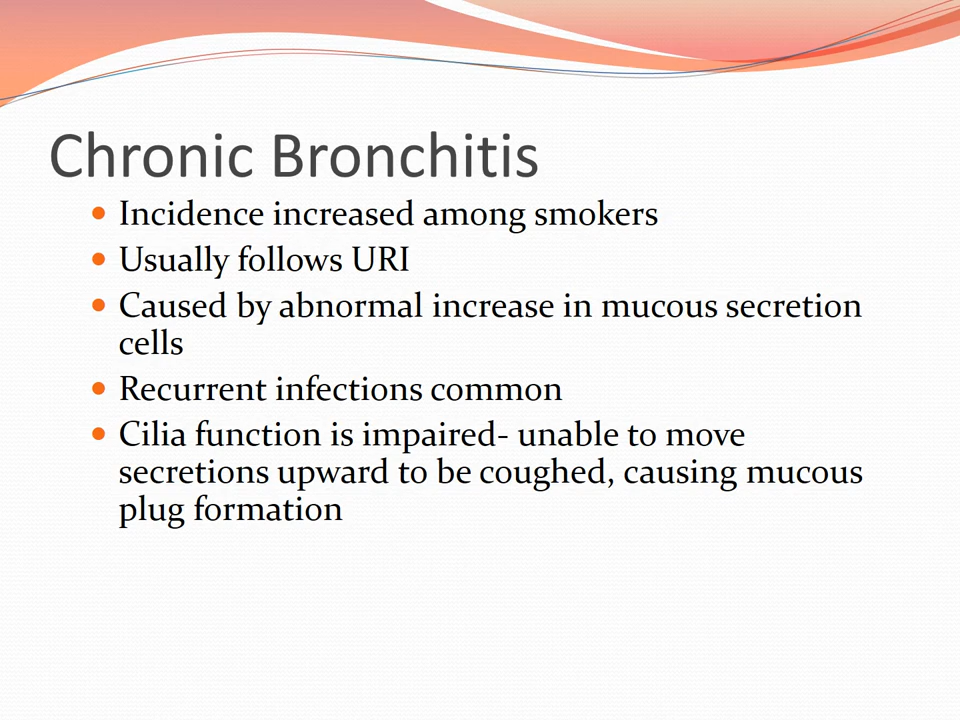 Chronic Bronchitis
Incidence increased among smokers
Usually follows URI
Caused by abnormal increase in mucous secretion
cells
Recurrent infections common
Cilia function is impaired- unable to move
secretions upward to be coughed, causing mucous
plug formation